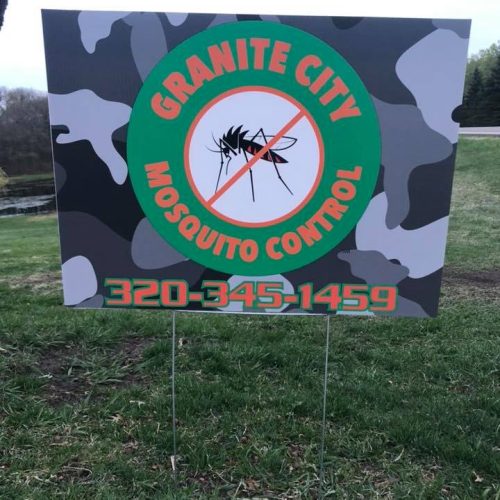 GRANITE CITY
MOSQUITO CONTROL
320-345-1459